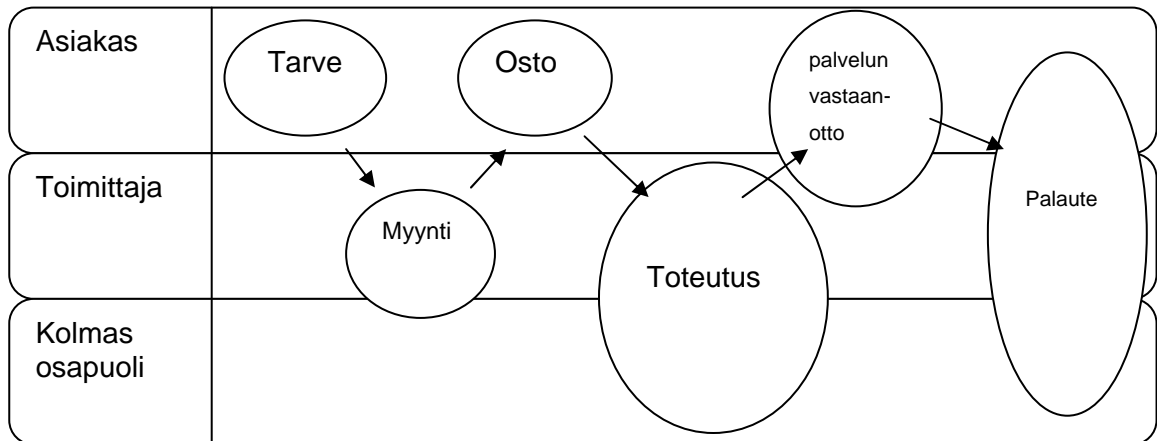 Asiakas
Tarve
Osto
palvelun
vastaan-
otto
Toimittaja
Myynti
Toteutus
Palaute
Kolmas
osapuoli